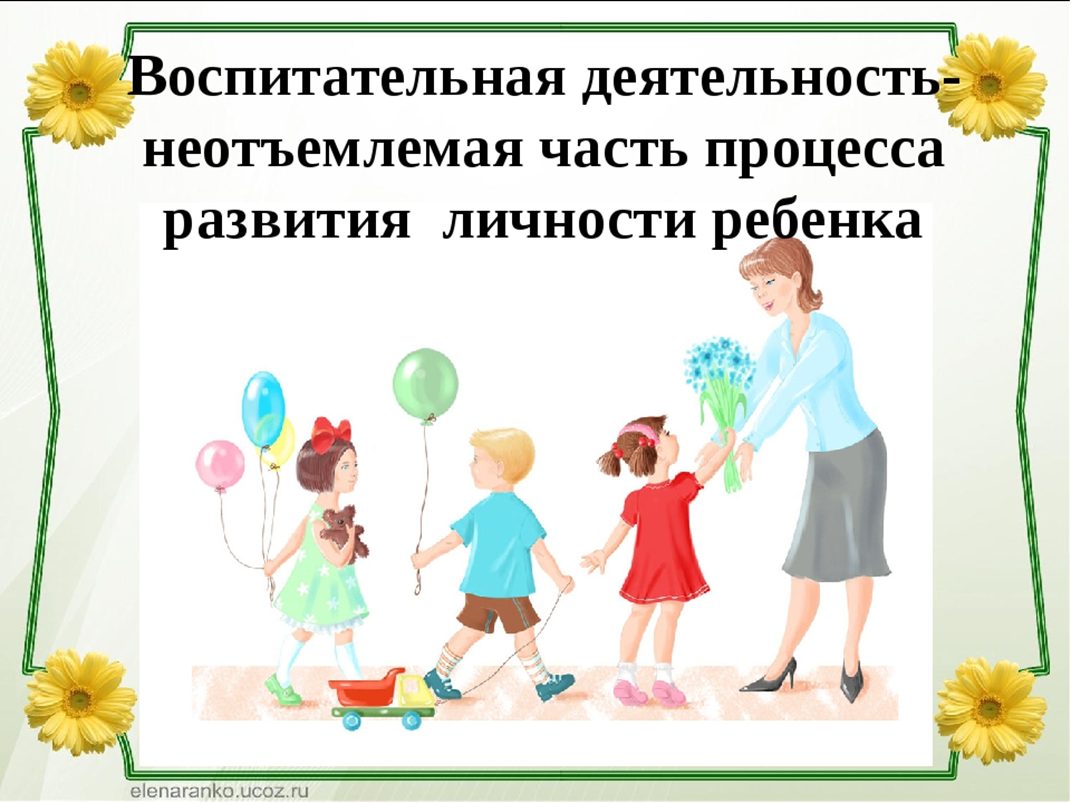 Воспитательная деятельность-
неотъемлемая часть процесса
развития личности ребенка
elenaranko.ucoz.ru